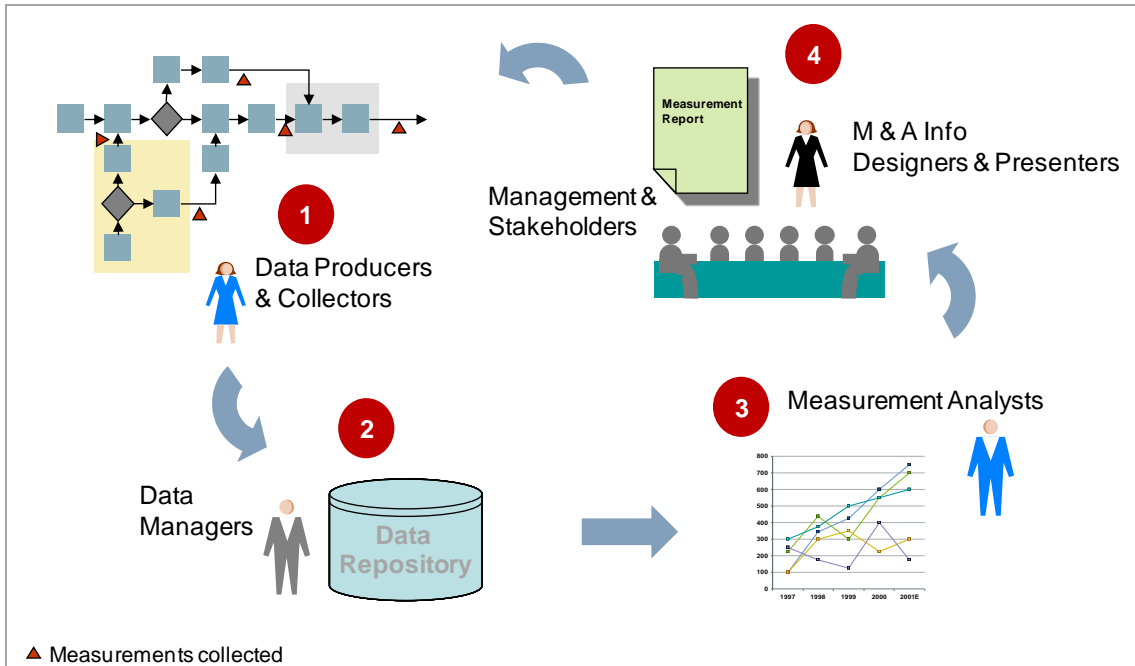 1
Data Producers
& Collectors
2
Data
Managers
Data
Repository
3
Measurement Analysts
800
700
600
500
400
300
200
100
0
1997
1998
1999
2000
2001E
4
Measurement
Report
M & A Info
Designers & Presenters
Management &
Stakeholders
Measurements collected